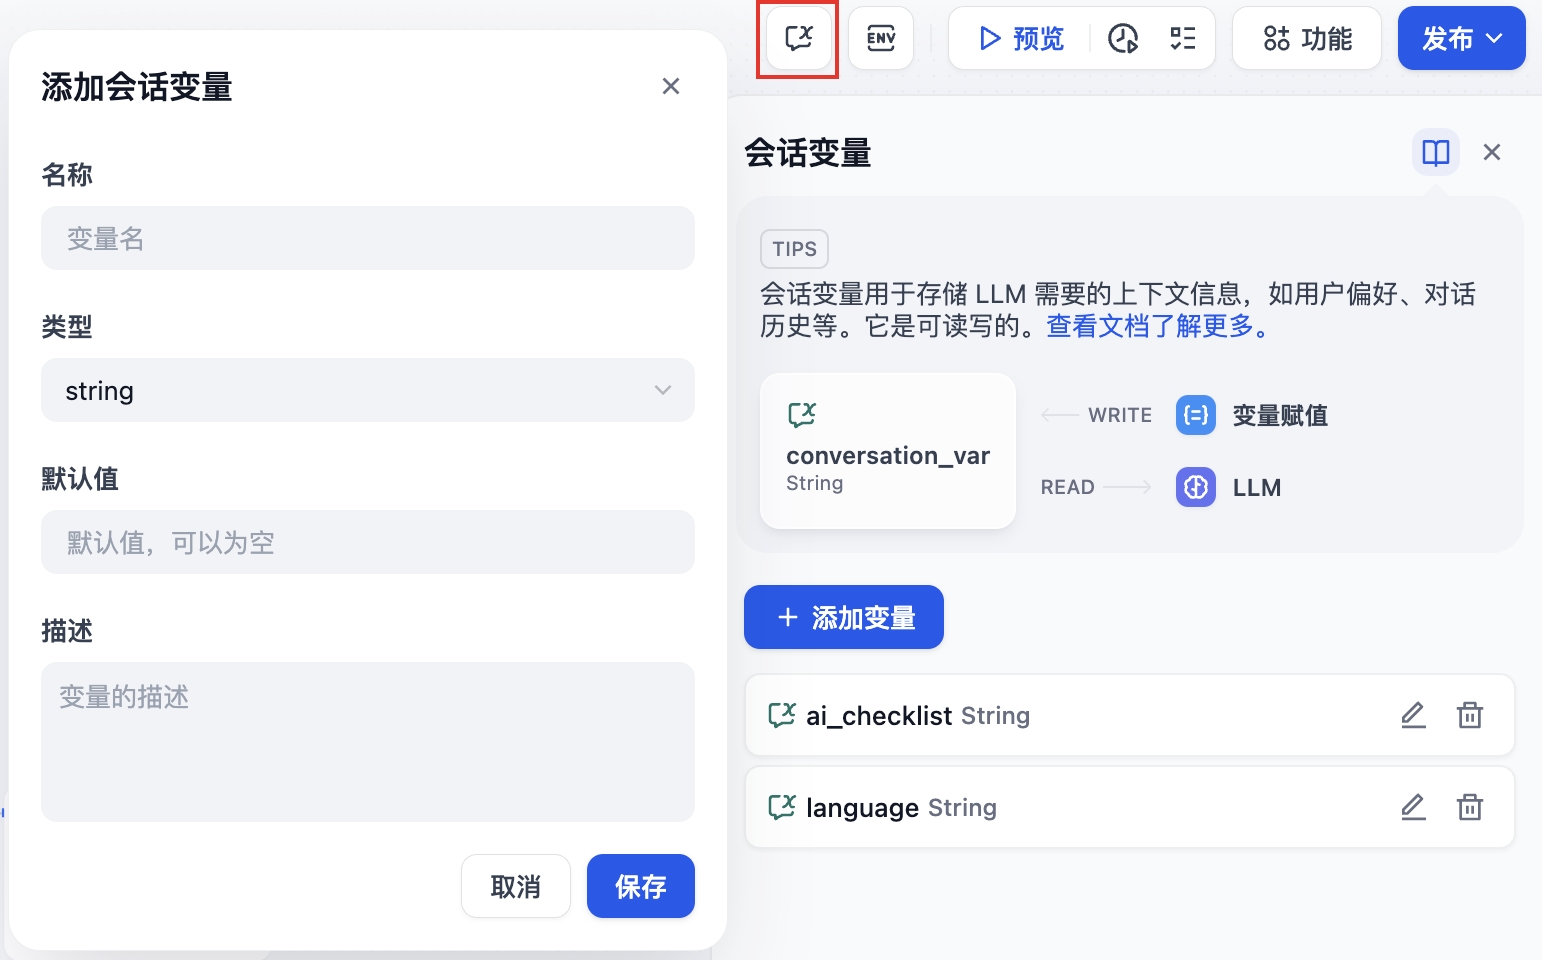 ENV
预览
功能
发布
添加会话变量
名称
变量名
类型
string
默认值
默认值，可以为空
描述
变量的描述
取消
保存
会话变量
TIPS
会话变量用于存储 LLM 需要的上下文信息，如用户偏好、对话
历史等。它是可读写的。查看文档了解更多。
conversation_var
String
WRITE
变量赋值
READ
LLM
添加变量
ai_checklist String
language String